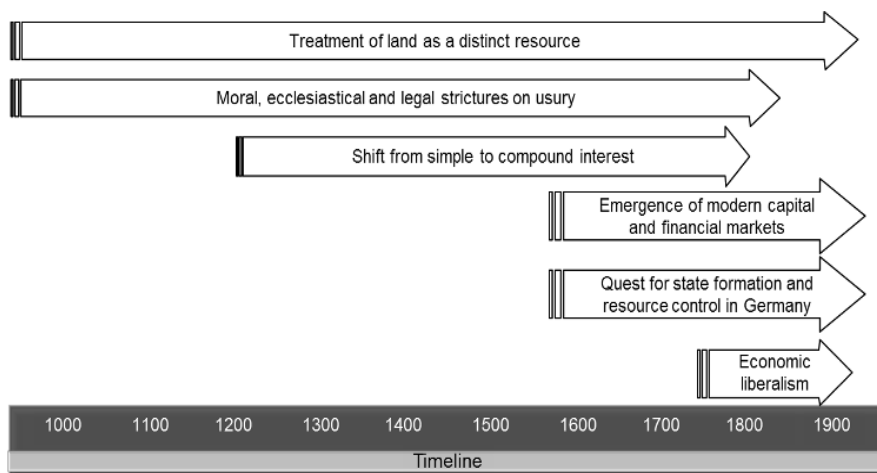 Treatment of land as a distinct resource
Moral, ecclesiastical and legal strictures on usury
Shift from simple to compound interest
Emergence of modern capital
and financial markets
Quest for state formation and
resource control in Germany
Economic
liberalism
1000 1100 1200 1300 1400 1500 1600 1700 1800 1900
Timeline